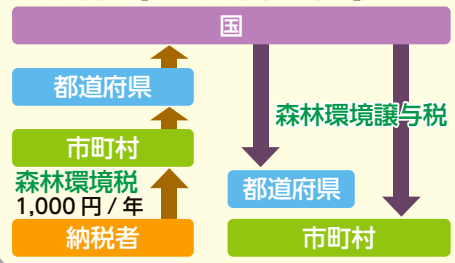 国
都道府県
市町村
森林環境税
1,000円/年
納税者
森林環境譲与税
都道府県
市町村